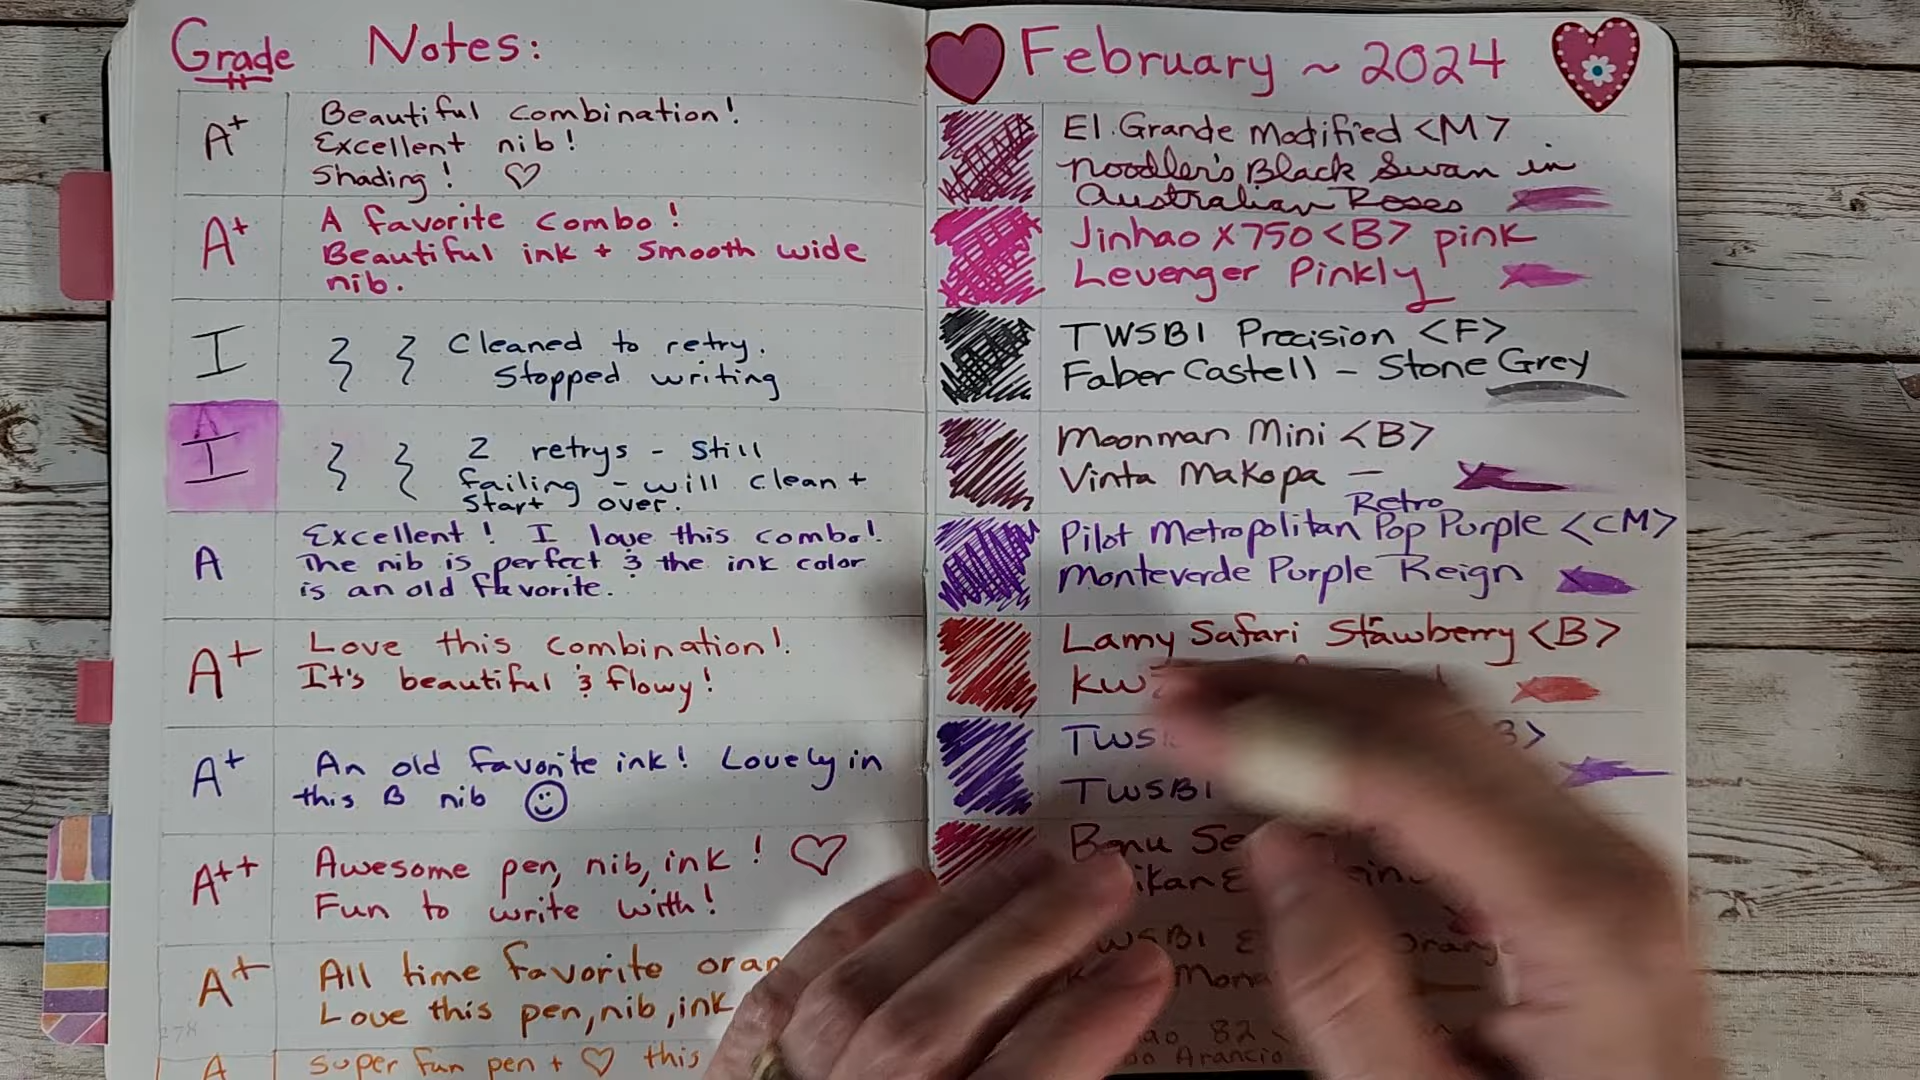 Grade Notes:
A+
Beautiful combination!
Excellent nib!
Shading!
A+
A favorite combo!
Beautiful ink + smooth wide
nib.
I
Cleaned to retry.
Stopped writing
A
I
2 retrys - still
failing - will clean +
start over.
A
Excellent! I love this combo!
The nib is perfect & the ink color
is an old favorite.
A+
Love this combination!
It's beautiful & flowy!
A+
An old favorite ink! Lovely in
this B nib
A++
Awesome pen, nib, ink!
Fun to write with!
A+
All time favorite
Love this pen, nib, ink
278
A
Super fun pen + ♡ this
February ~ 2024
El Grande Modified <M>
Noodler's Black Swan in
Australian Roses
Jinhao X750 <B> pink
Levenger Pinkly
TWSBI Precision <F>
Faber Castell - Stone Grey
Moonman Mini <B>
Vinta Makopa -
Retro
Pilot Metropolitan Pop Purple <CM>
Monteverde Purple Reign
Lamy Safari Stawberry <B>
KWZ
TWSBI
Benu
82
Arancio